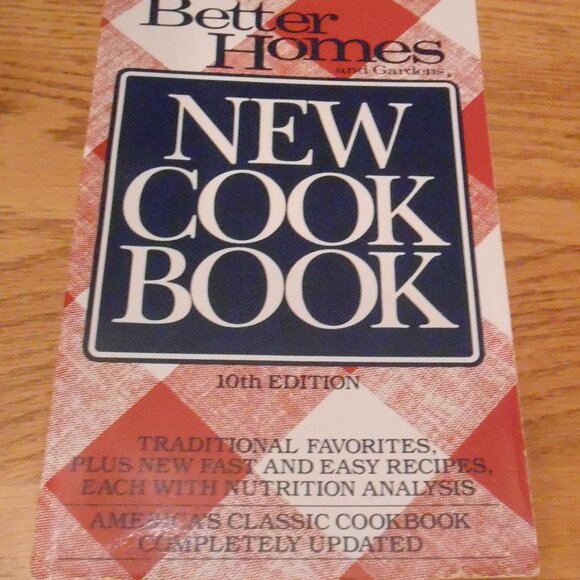 Better
Homes
and Gardens®
NEW
COOK
BOOK
10th EDITION
TRADITIONAL FAVORITES,
PLUS NEW FAST AND EASY RECIPES,
EACH WITH NUTRITION ANALYSIS
AMERICA'S CLASSIC COOKBOOK
COMPLETELY UPDATED